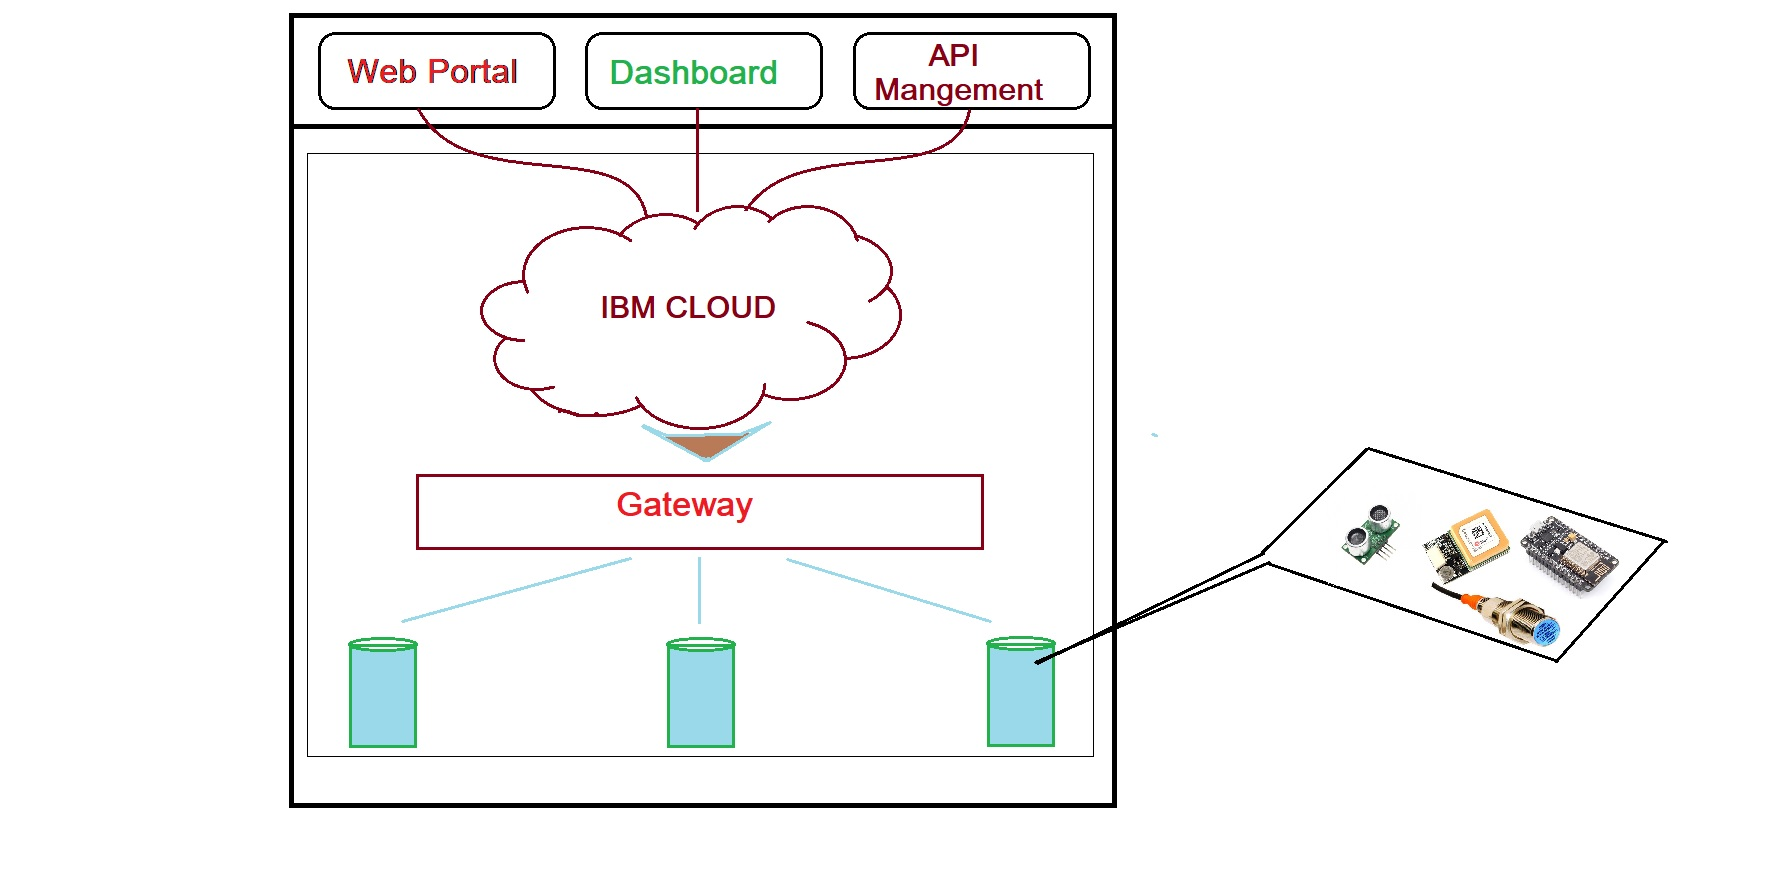 Web Portal
Dashboard
API
Mangement
IBM CLOUD
Gateway